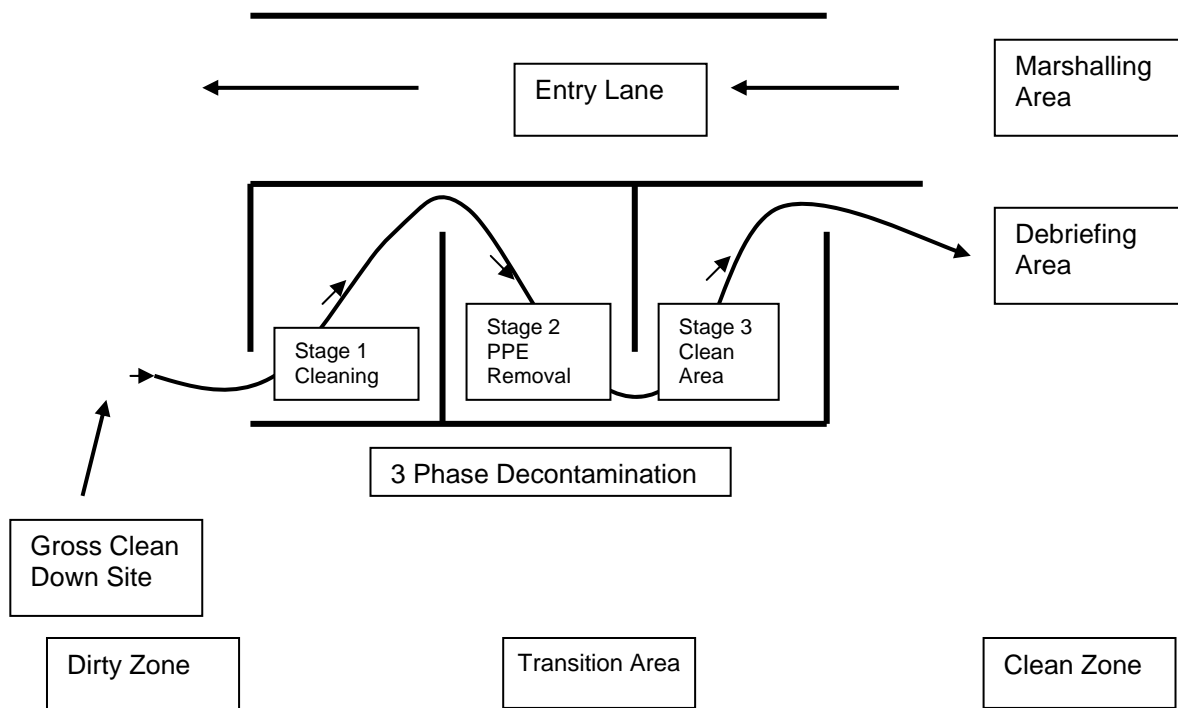 Entry Lane
Marshalling
Area
Debriefing
Area
Stage 1
Cleaning
Stage 2
PPE
Removal
Stage 3
Clean
Area
3 Phase Decontamination
Gross Clean
Down Site
Dirty Zone
Transition Area
Clean Zone